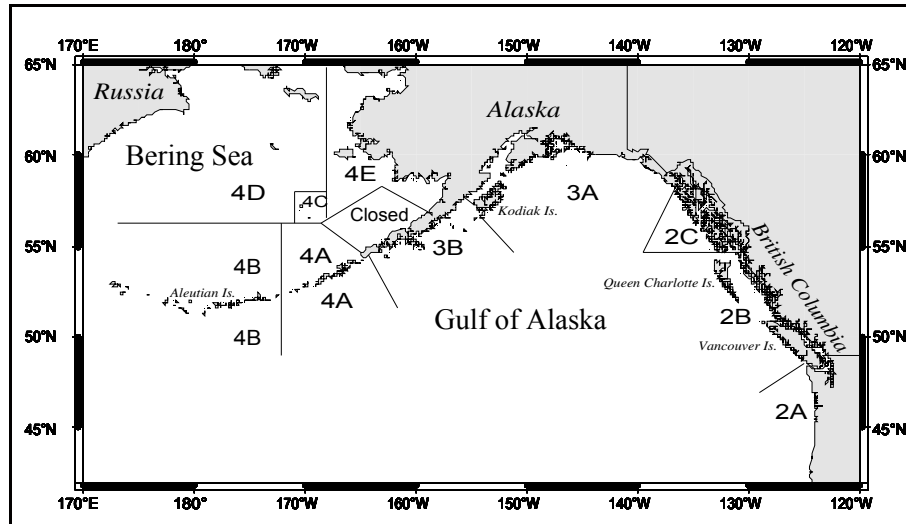 170°E 180° 170°W 160°W 150°W 140°W 130°W 120°W
65°N 65°N
Russia
Alaska
Bering Sea
60°N 60°N
4E
4D
4C
3A
Closed
Kodiak Is.
2C
British Columbia
55°N 55°N
3B
4A
4B
Queen Charlotte Is.
Aleutian Is.
4A
2B
Gulf of Alaska
50°N 50°N
4B
Vancouver Is.
2A
45°N 45°N
170°E 180° 170°W 160°W 150°W 140°W 130°W 120°W